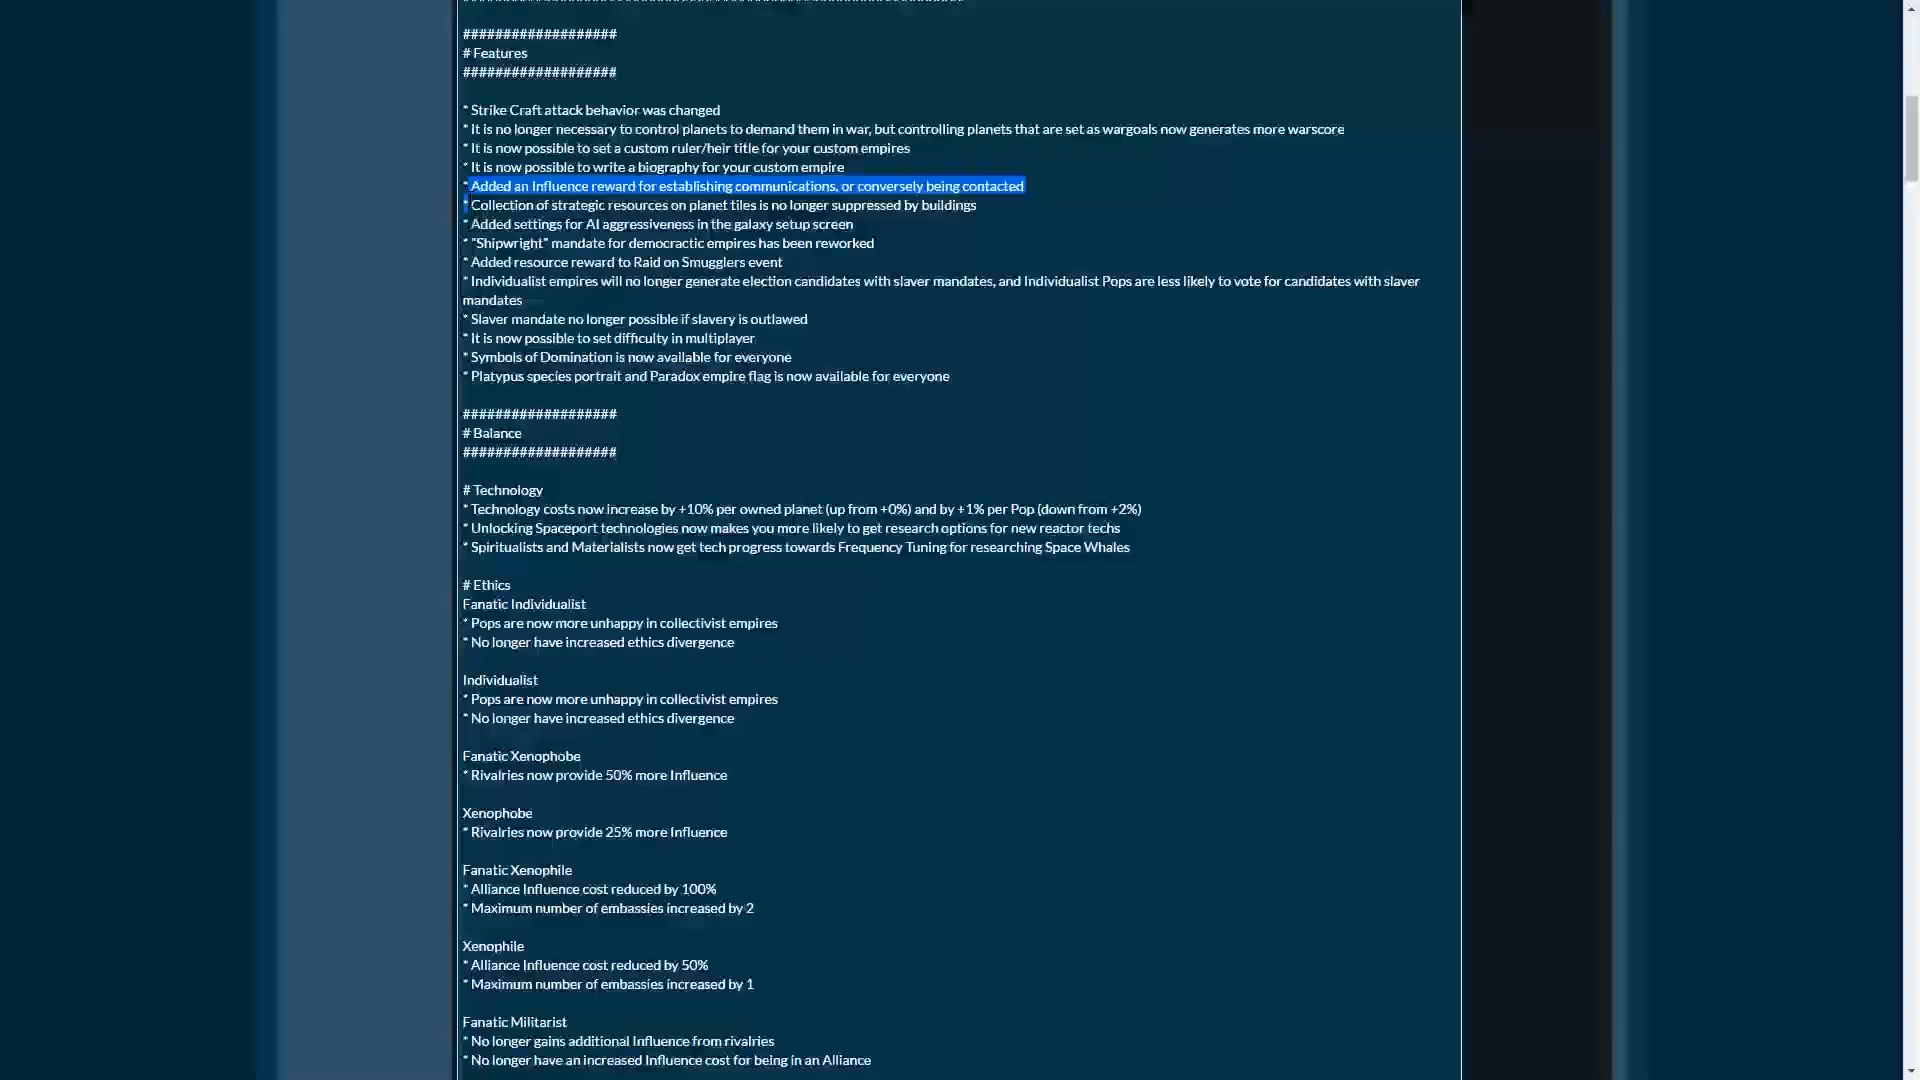 ###################
# Features
###################
* Strike Craft attack behavior was changed
* It is no longer necessary to control planets to demand them in war, but controlling planets that are set as wargoals now generates more warscore
* It is now possible to set a custom ruler/heir title for your custom empires
* It is now possible to write a biography for your custom empire
* Added an Influence reward for establishing communications, or conversely being contacted
* Collection of strategic resources on planet tiles is no longer suppressed by buildings
* Added settings for AI aggressiveness in the galaxy setup screen
* "Shipwright" mandate for democractic empires has been reworked
* Added resource reward to Raid on Smugglers event
* Individualist empires will no longer generate election candidates with slaver mandates, and Individualist Pops are less likely to vote for candidates with slaver
mandates
* Slaver mandate no longer possible if slavery is outlawed
* It is now possible to set difficulty in multiplayer
* Symbols of Domination is now available for everyone
* Platypus species portrait and Paradox empire flag is now available for everyone
###################
# Balance
###################
# Technology
* Technology costs now increase by +10% per owned planet (up from +0%) and by +1% per Pop (down from +2%)
* Unlocking Spaceport technologies now makes you more likely to get research options for new reactor techs
* Spiritualists and Materialists now get tech progress towards Frequency Tuning for researching Space Whales
# Ethics
Fanatic Individualist
* Pops are now more unhappy in collectivist empires
* No longer have increased ethics divergence
Individualist
* Pops are now more unhappy in collectivist empires
* No longer have increased ethics divergence
Fanatic Xenophobe
* Rivalries now provide 50% more Influence
Xenophobe
* Rivalries now provide 25% more Influence
Fanatic Xenophile
* Alliance Influence cost reduced by 100%
* Maximum number of embassies increased by 2
Xenophile
* Alliance Influence cost reduced by 50%
* Maximum number of embassies increased by 1
Fanatic Militarist
* No longer gains additional Influence from rivalries
* No longer have an increased Influence cost for being in an Alliance